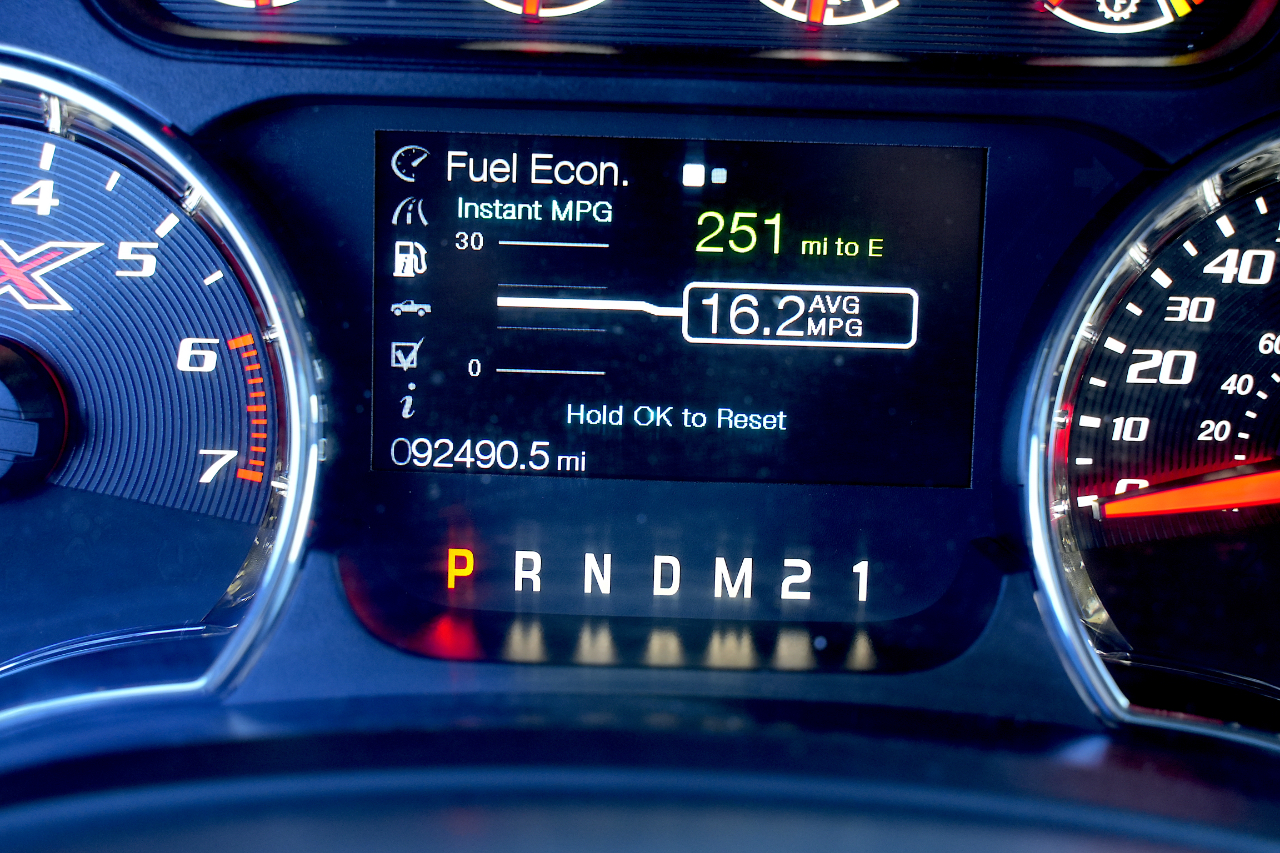 Fuel Econ.
Instant MPG
30
251 mi to E
16.2 AVG MPG
0
Hold OK to Reset
092490.5 mi
P R N D M 2 1
4
5
6
7
X
40
30
20
10
0
60
40
20